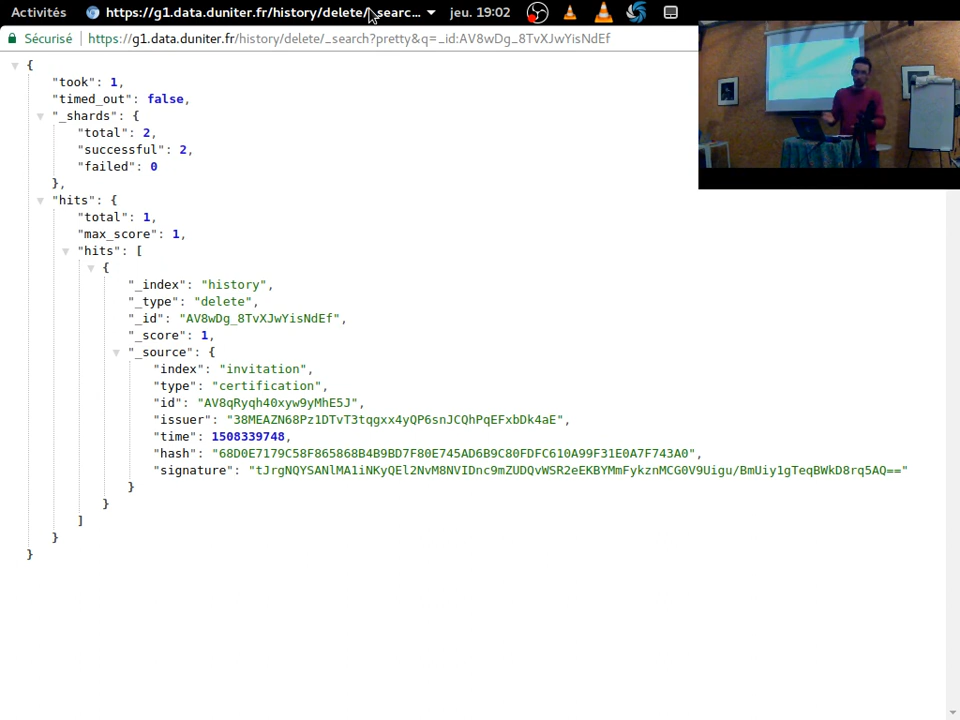 Activités https://g1.data.duniter.fr/history/delete/_searc... jeu. 19:02
Sécurisé https://g1.data.duniter.fr/history/delete/_search?pretty&q=_id:AV8wDg_8TvXJwYisNdEf
{
"took": 1,
"timed_out": false,
"_shards": {
"total": 2,
"successful": 2,
"failed": 0
},
"hits": {
"total": 1,
"max_score": 1,
"hits": [
{
"_index": "history",
"_type": "delete",
"_id": "AV8wDg_8TvXJwYisNdEf",
"_score": 1,
"_source": {
"index": "invitation",
"type": "certification",
"id": "AV8qRyqh40xyw9yMhE5J",
"issuer": "38MEAZN68Pz1DTvT3tqgxx4yQP6snJCQhPqEFxbDk4aE",
"time": 1508339748,
"hash": "68D0E7179C58F865868B4B9BD7F80E745AD6B9C80FDFC610A99F31E0A7F743A0",
"signature": "tJrgNQYSANlMA1iNKyQEl2NvM8NVIDnc9mZUDQvWSR2eEKBYMmFykznMCG0V9Uigu/BmUiy1gTeqBWkD8rq5AQ=="
}
}
]
}
}